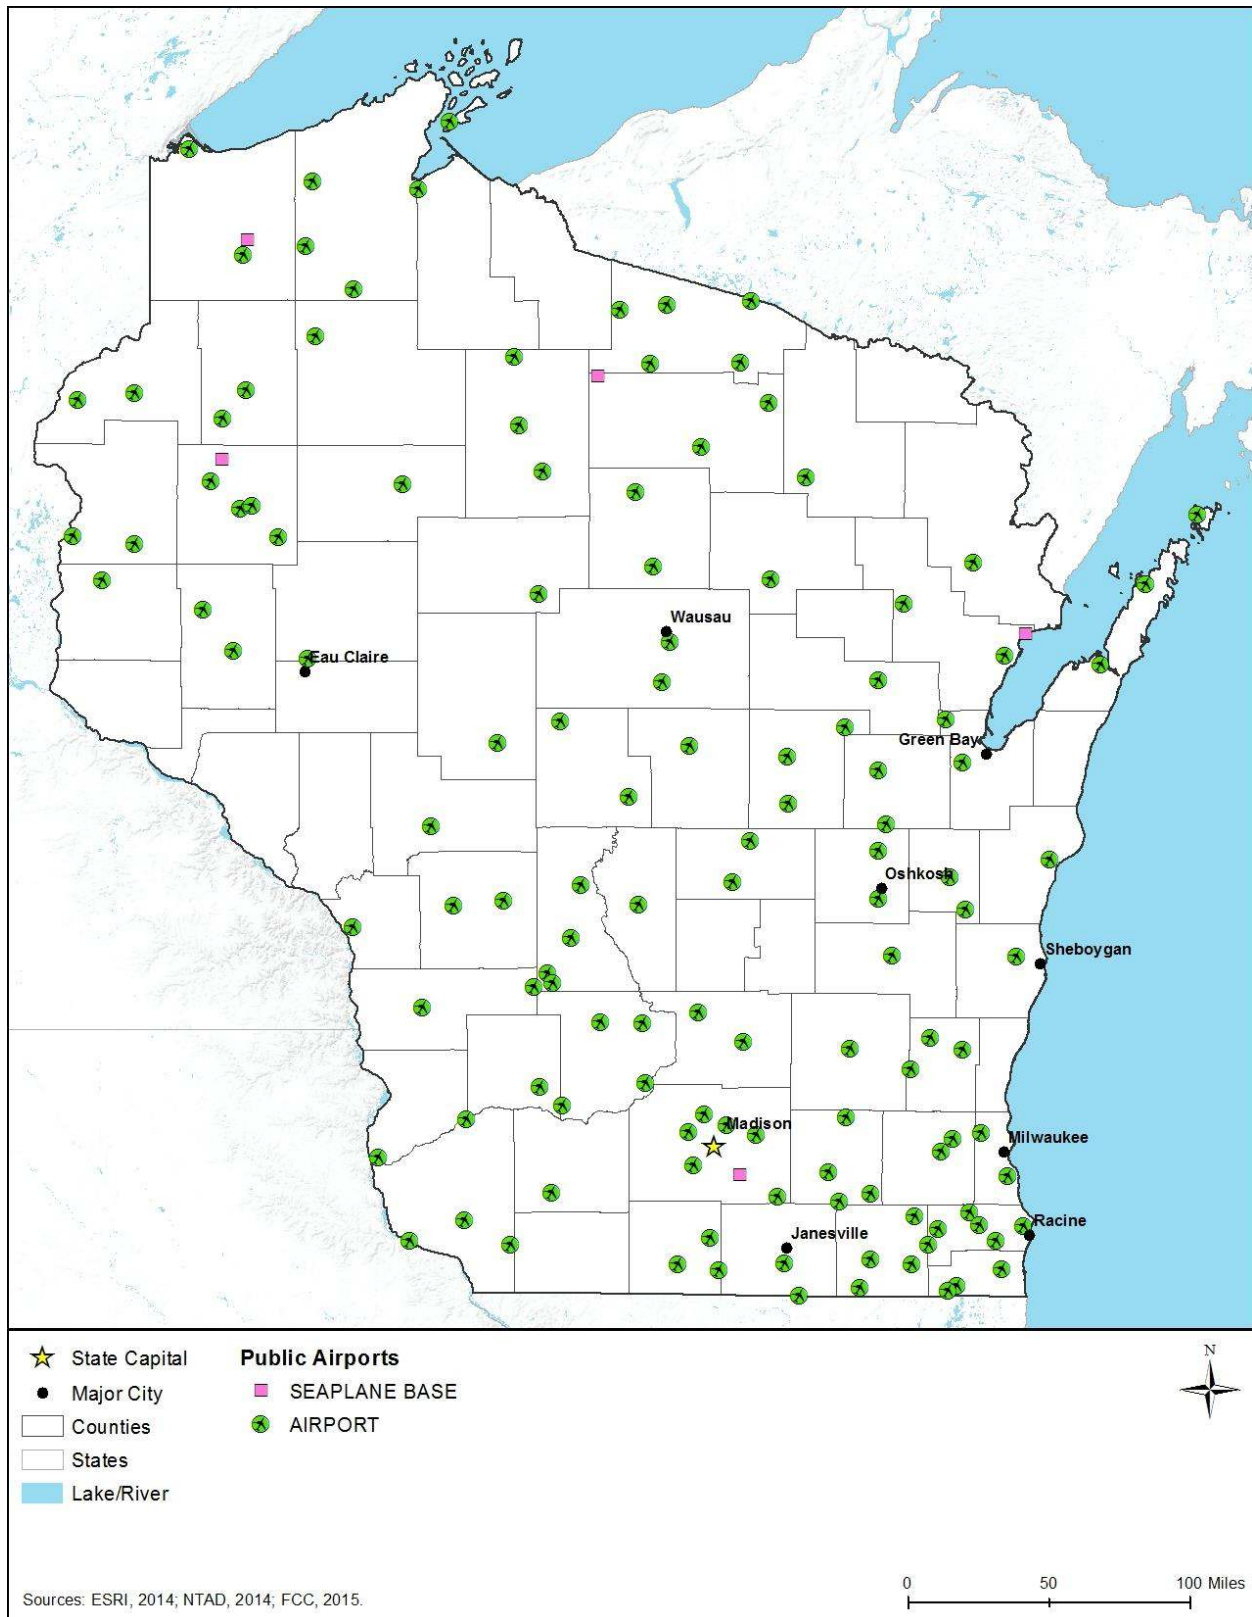 Wausau
Eau Claire
Green Bay
Oshkosh
Sheboygan
Madison
Milwaukee
Racine
Janesville
State Capital
Major City
Counties
States
Lake/River
Public Airports
SEAPLANE BASE
AIRPORT
N
0 50 100 Miles
Sources: ESRI, 2014; NTAD, 2014; FCC, 2015.